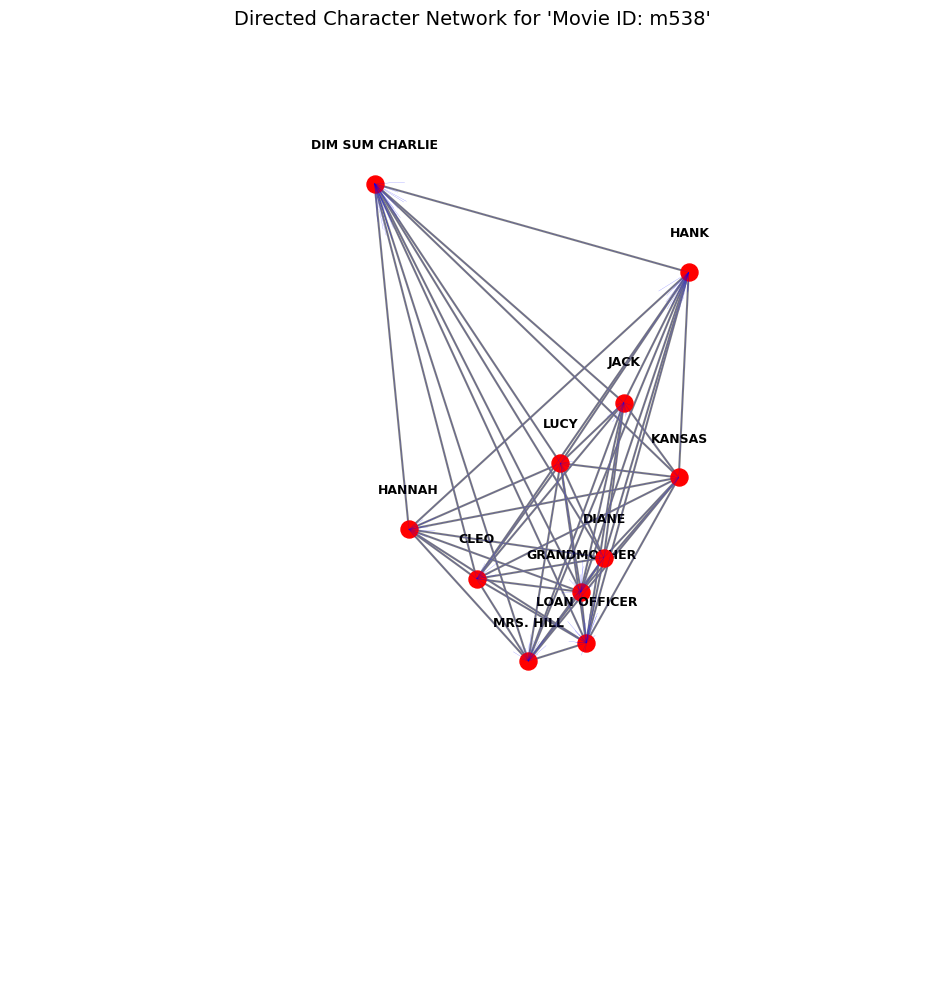 Directed Character Network for 'Movie ID: m538'
DIM SUM CHARLIE
HANK
JACK
LUCY
KANSAS
HANNAH
DIANE
CLEO
GRANDMOTHER
LOAN OFFICER
MRS. HILL